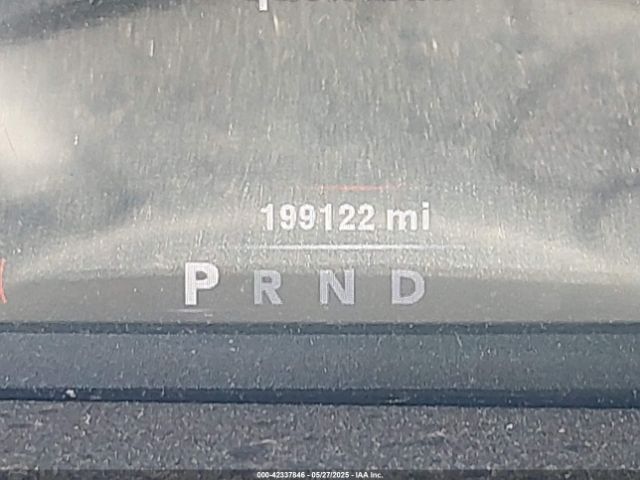 199122 mi
P R N D
000-42337846 - 05/27/2025 - IAA Inc.